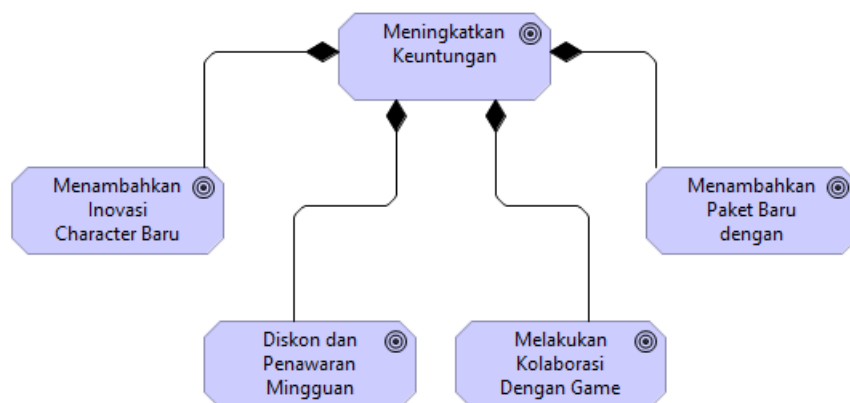 Meningkatkan
Keuntungan
Menambahkan
Inovasi
Character Baru
Menambahkan
Paket Baru
dengan
Diskon dan
Penawaran
Mingguan
Melakukan
Kolaborasi
Dengan Game